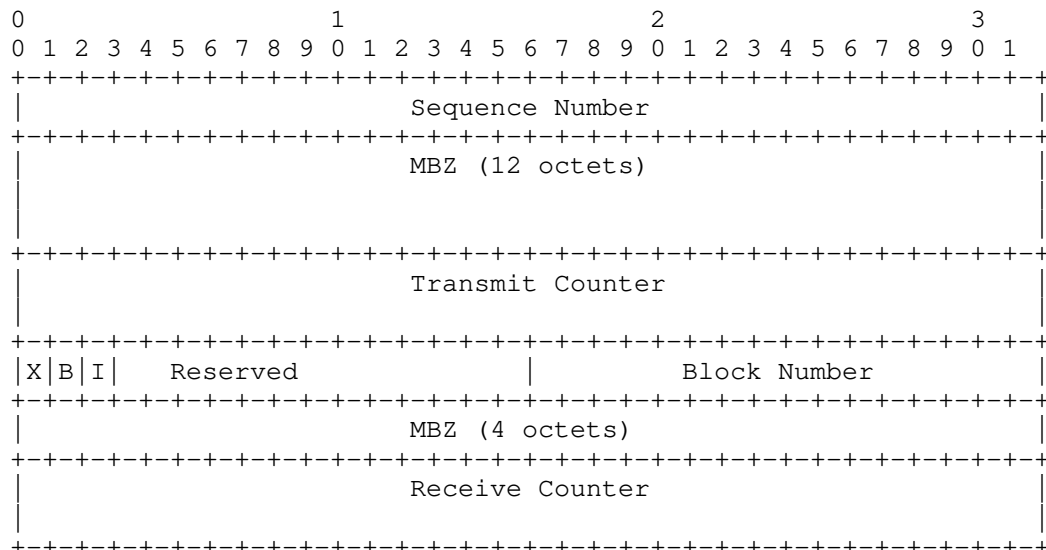 0                   1                   2                   3
0 1 2 3 4 5 6 7 8 9 0 1 2 3 4 5 6 7 8 9 0 1 2 3 4 5 6 7 8 9 0 1
+-+-+-+-+-+-+-+-+-+-+-+-+-+-+-+-+-+-+-+-+-+-+-+-+-+-+-+-+-+-+-+-+
|                        Sequence Number                        |
+-+-+-+-+-+-+-+-+-+-+-+-+-+-+-+-+-+-+-+-+-+-+-+-+-+-+-+-+-+-+-+-+
|                        MBZ (12 octets)                        |
|                                                               |
|                                                               |
+-+-+-+-+-+-+-+-+-+-+-+-+-+-+-+-+-+-+-+-+-+-+-+-+-+-+-+-+-+-+-+-+
|                        Transmit Counter                       |
|                                                               |
+-+-+-+-+-+-+-+-+-+-+-+-+-+-+-+-+-+-+-+-+-+-+-+-+-+-+-+-+-+-+-+-+
|X|B|I|   Reserved              |         Block Number          |
+-+-+-+-+-+-+-+-+-+-+-+-+-+-+-+-+-+-+-+-+-+-+-+-+-+-+-+-+-+-+-+-+
|                        MBZ (4 octets)                         |
+-+-+-+-+-+-+-+-+-+-+-+-+-+-+-+-+-+-+-+-+-+-+-+-+-+-+-+-+-+-+-+-+
|                        Receive Counter                        |
|                                                               |
+-+-+-+-+-+-+-+-+-+-+-+-+-+-+-+-+-+-+-+-+-+-+-+-+-+-+-+-+-+-+-+-+